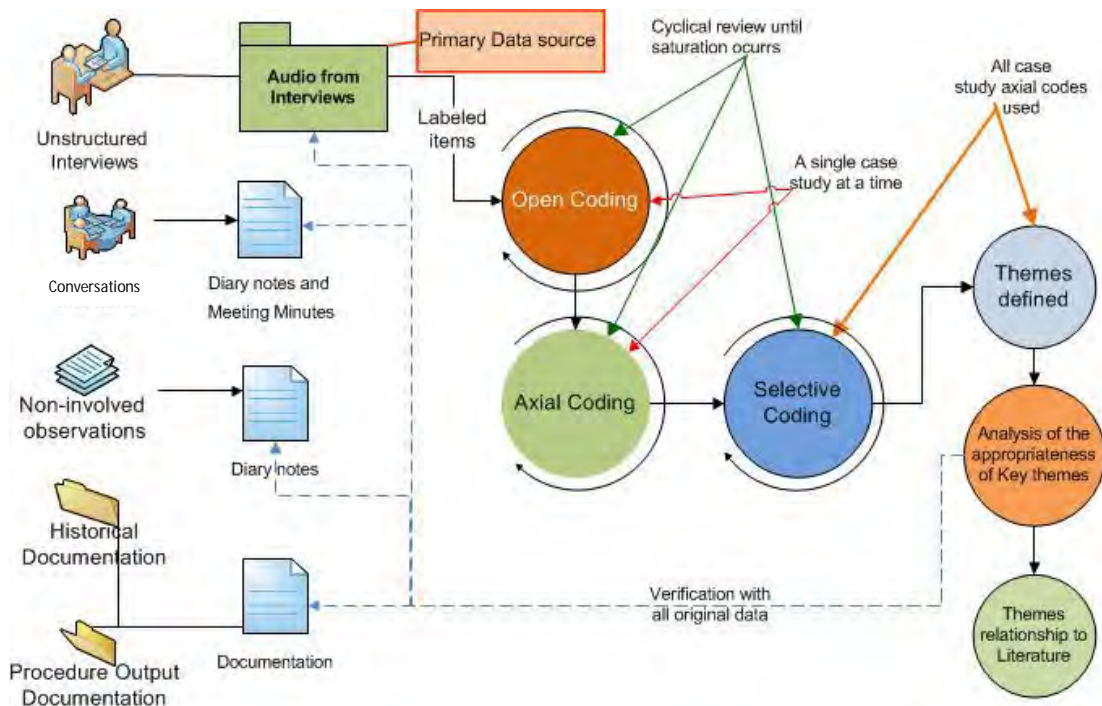 Unstructured
Interviews
Audio from
Interviews
Primary Data source
Labeled
items
Cyclical review until
saturation ocurrs
All case
study axial codes
used
A single case
study at a time
Conversations
Diary notes and
Meeting Minutes
Non-involved
observations
Diary notes
Historical
Documentation
Procedure Output
Documentation
Documentation
Open Coding
Axial Coding
Selective
Coding
Themes
defined
Analysis of the
appropriateness
of Key themes
Verification with
all original data
Themes
relationship to
Literature